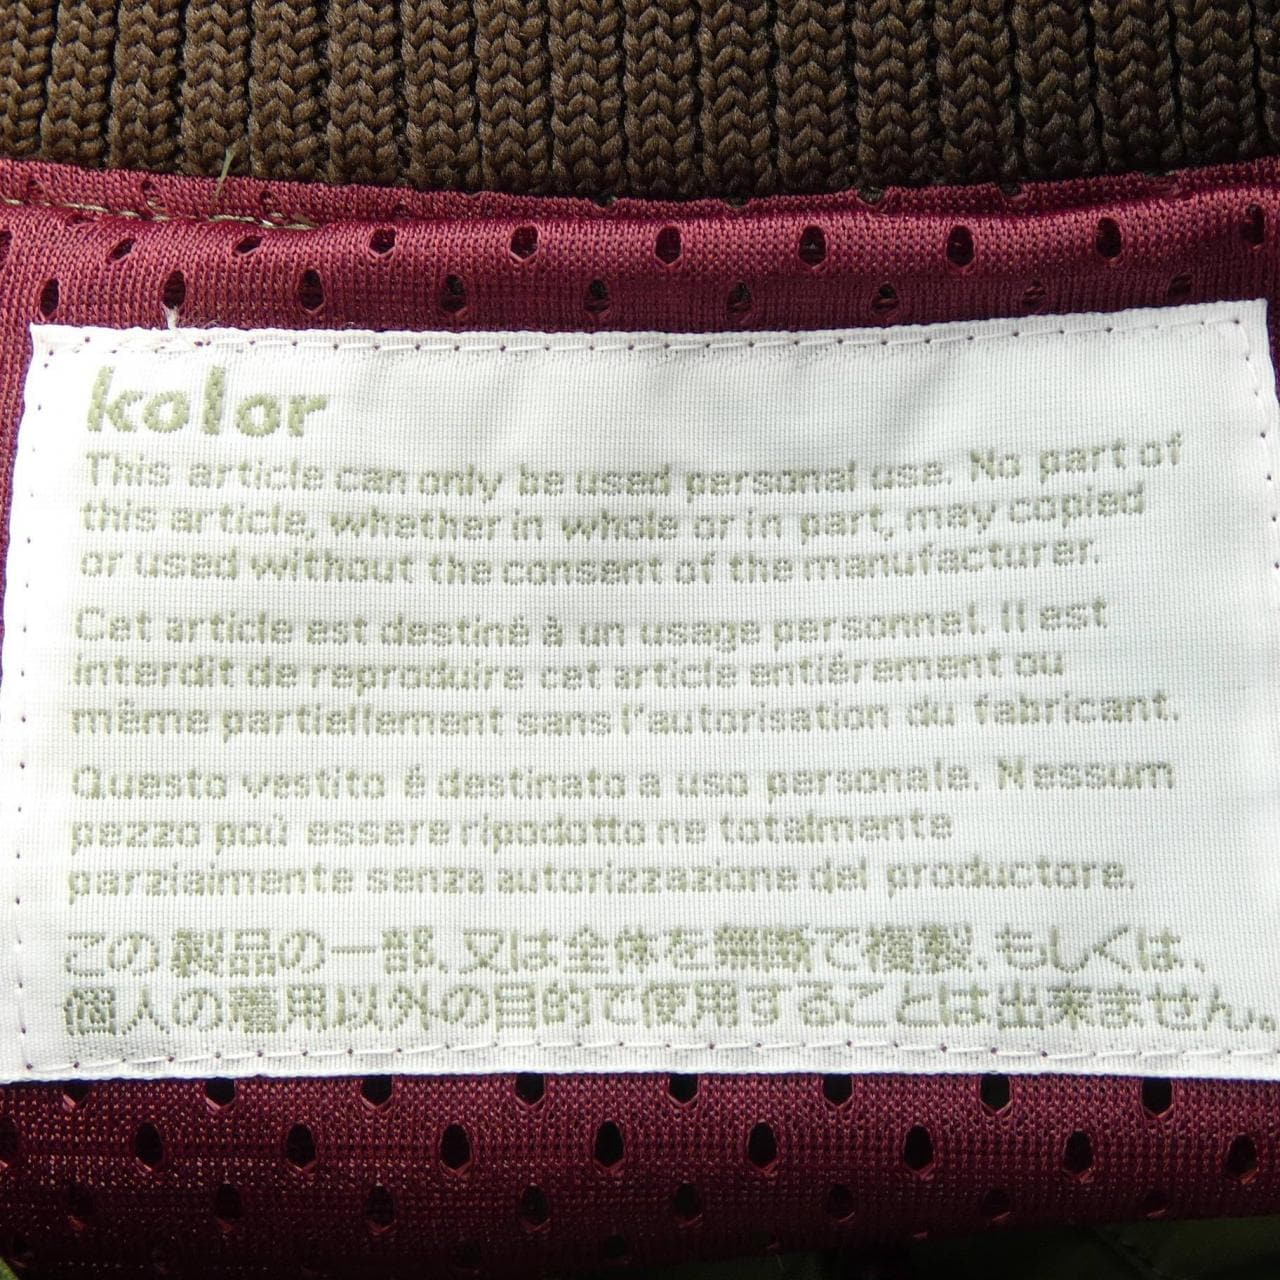 kolor
This article can only be used personal use. No part of
this article, whether in whole or in part, may copied
or used without the consent of the manufacturer.
Cet article est destiné à un usage personnel. Il est
interdit de reproduire cet article entiérement ou
même partiellement sans l'autorisation du fabricant.
Questo vestito é destinato a uso personale. Nessum
pezzo poù essere ripodotto ne totalmente
parzialmente senza autorizzazione del productore.
この製品の一部、又は全体を無断で複製、もしくは、
個人の着用以外の目的で使用することは出来ません。